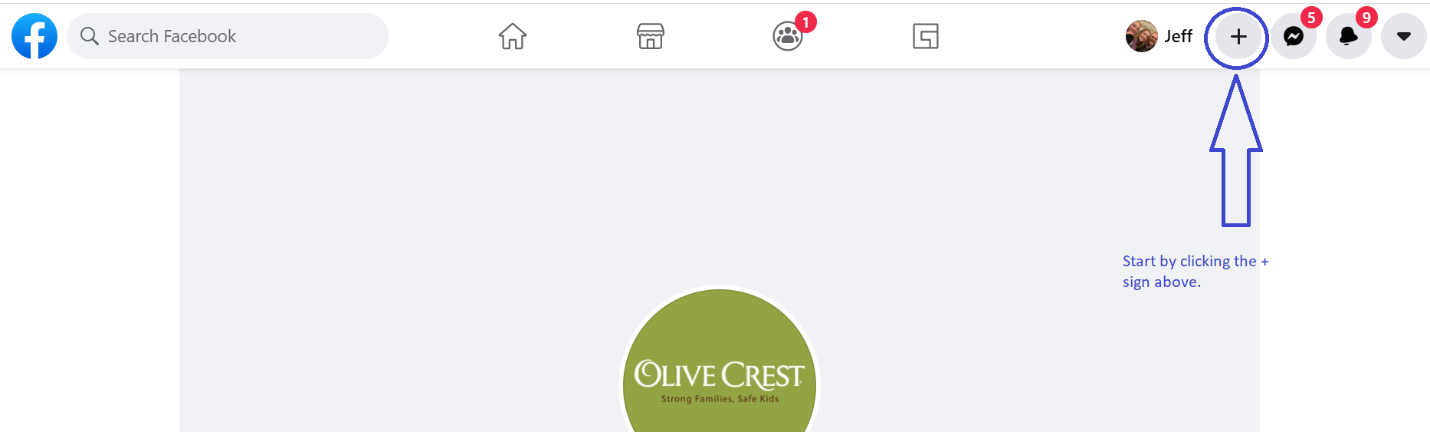 Search Facebook
1
Jeff
5
9
Start by clicking the +
sign above.
OLIVE CREST
Strong Families, Safe Kids